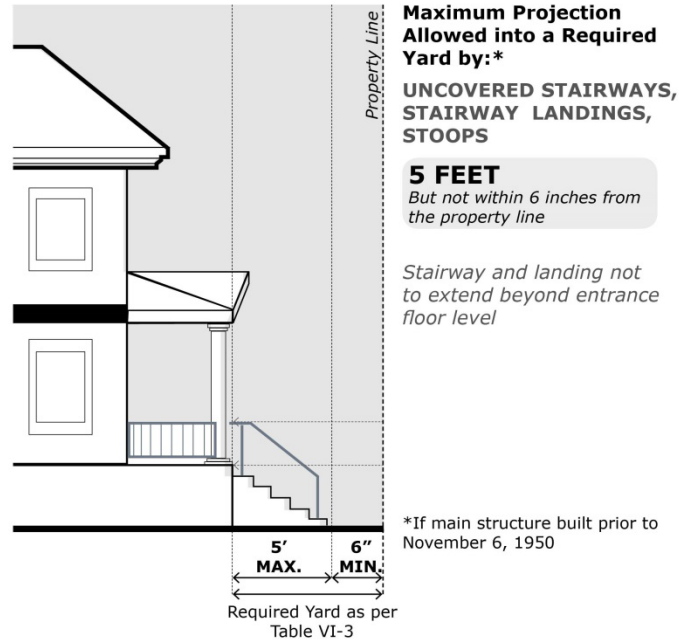 Property Line
Maximum Projection
Allowed into a Required
Yard by:*
UNCOVERED STAIRWAYS,
STAIRWAY LANDINGS,
STOOPS
5 FEET
But not within 6 inches from
the property line
Stairway and landing not
to extend beyond entrance
floor level
*If main structure built prior to
November 6, 1950
5’
MAX.
6”
MIN.
Required Yard as per
Table VI-3